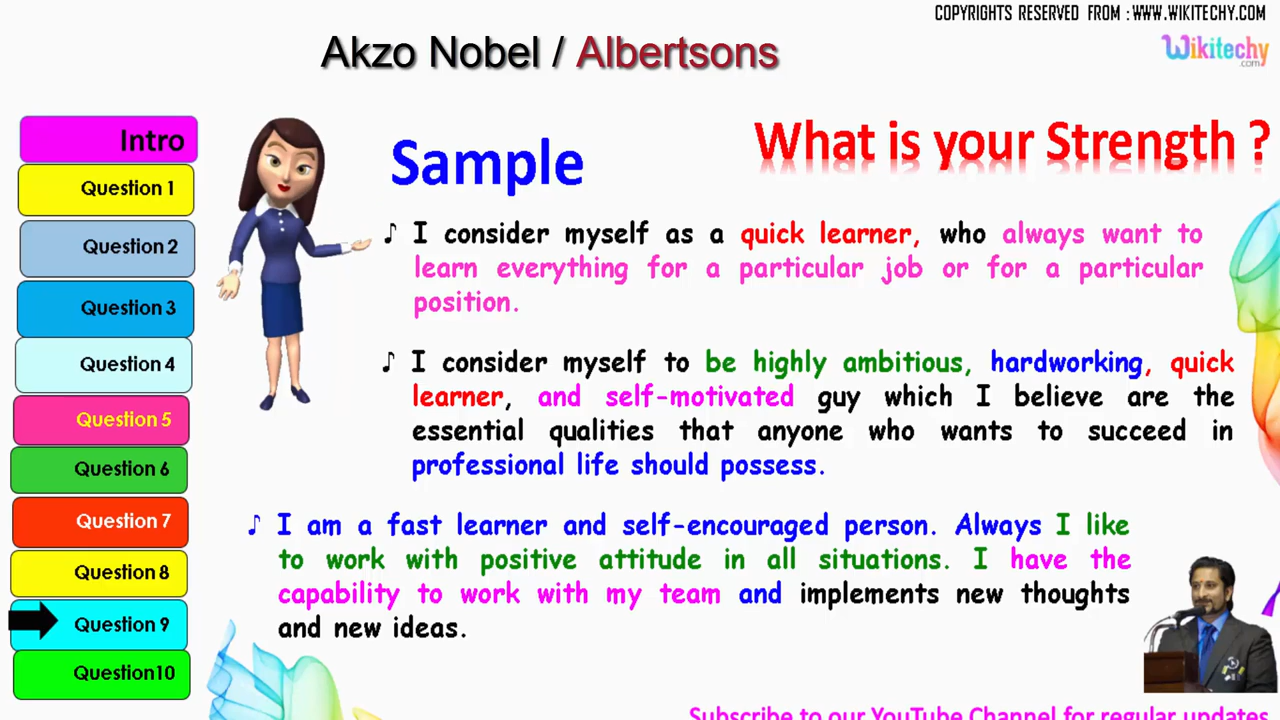 COPYRIGHTS RESERVED FROM : WWW.WIKITECHY.COM
Wikitechy
.com
Akzo Nobel / Albertsons
Intro
Question 1
Question 2
Question 3
Question 4
Question 5
Question 6
Question 7
Question 8
Question 9
Question10
Sample
What is your Strength ?
♪ I consider myself as a quick learner, who always want to
learn everything for a particular job or for a particular
position.
♪ I consider myself to be highly ambitious, hardworking, quick
learner, and self-motivated guy which I believe are the
essential qualities that anyone who wants to succeed in
professional life should possess.
♪ I am a fast learner and self-encouraged person. Always I like
to work with positive attitude in all situations. I have the
capability to work with my team and implements new thoughts
and new ideas.
Subscribe to our YouTube Channel for regular updates